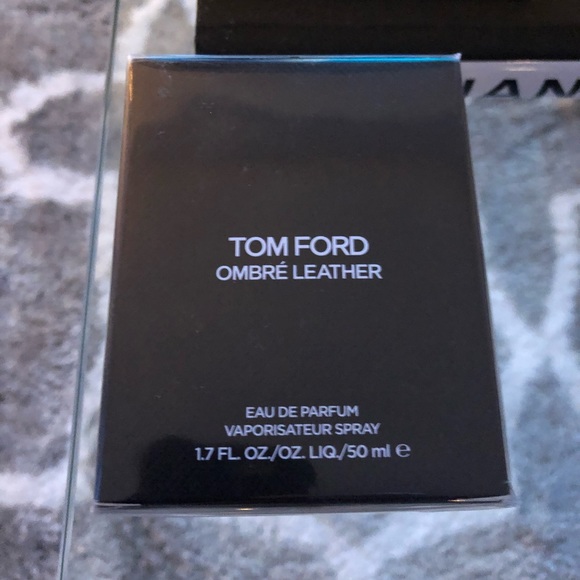 TOM FORD
OMBRÉ LEATHER
EAU DE PARFUM
VAPORISATEUR SPRAY
1.7 FL. OZ./OZ. LIQ./50 ml ℮